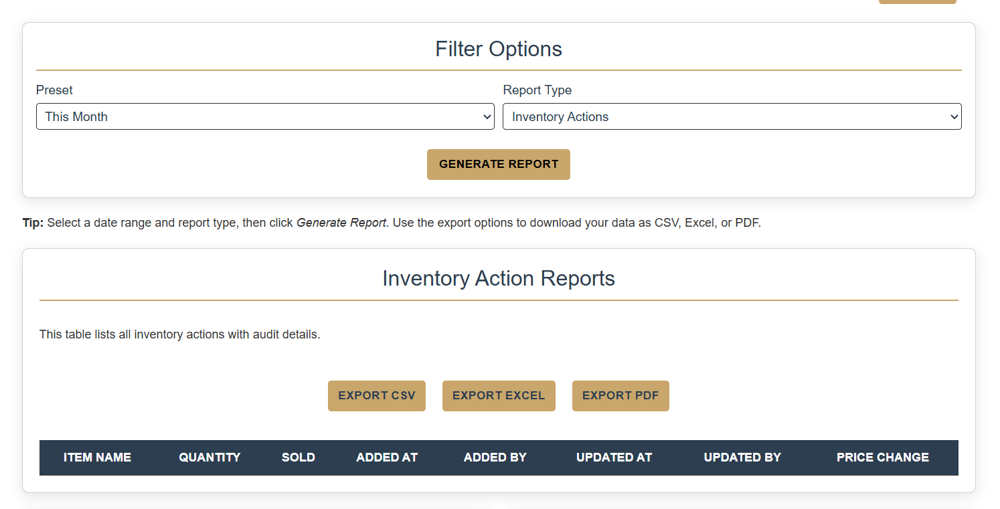 Filter Options
Preset Report Type
This Month Inventory Actions
GENERATE REPORT
Tip: Select a date range and report type, then click Generate Report. Use the export options to download your data as CSV, Excel, or PDF.
Inventory Action Reports
This table lists all inventory actions with audit details.
EXPORT CSV EXPORT EXCEL EXPORT PDF
ITEM NAME QUANTITY SOLD ADDED AT ADDED BY UPDATED AT UPDATED BY PRICE CHANGE